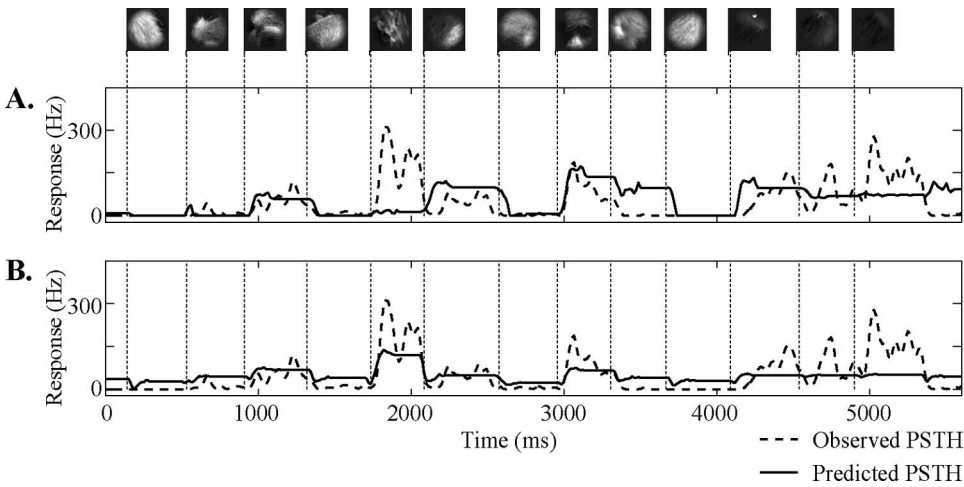 A.
Response (Hz)
300
0
B.
Response (Hz)
300
0
0 1000 2000 3000 4000 5000
Time (ms)
Observed PSTH
Predicted PSTH